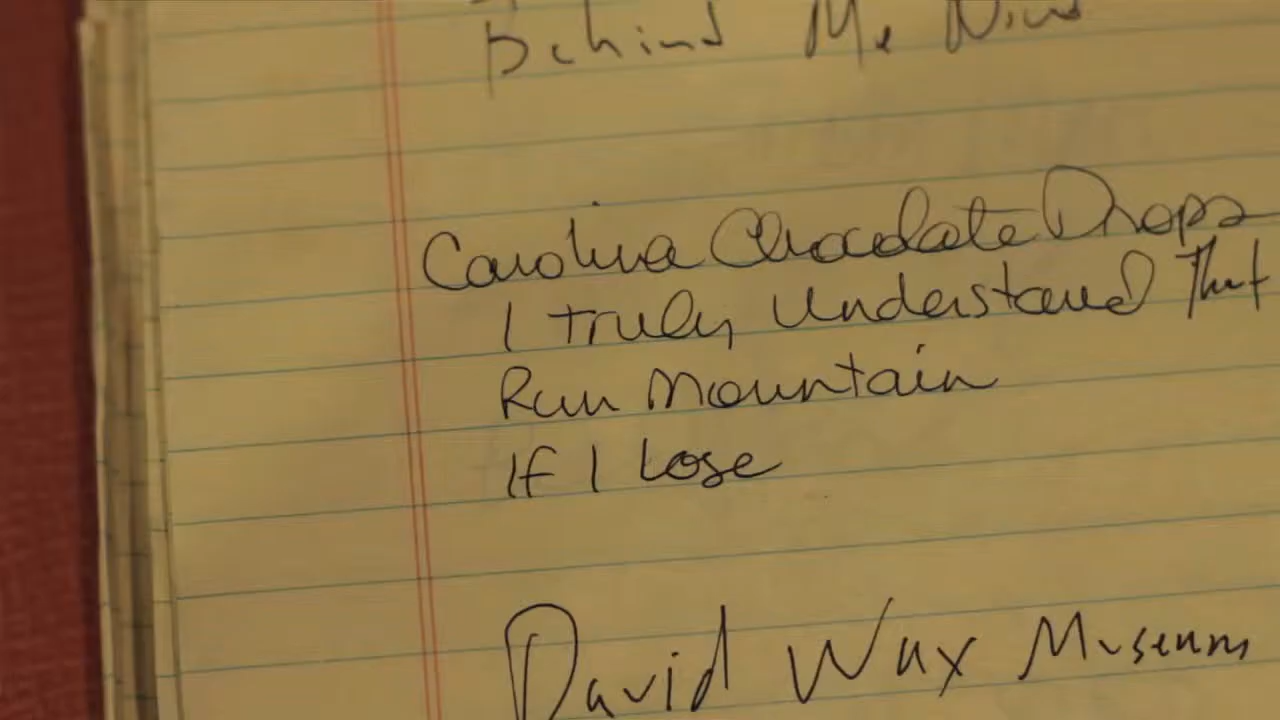 Behind Me Now
Carolina Chocolate Drops
I truly understand That
Run Mountain
If I Lose
David Wax Museum